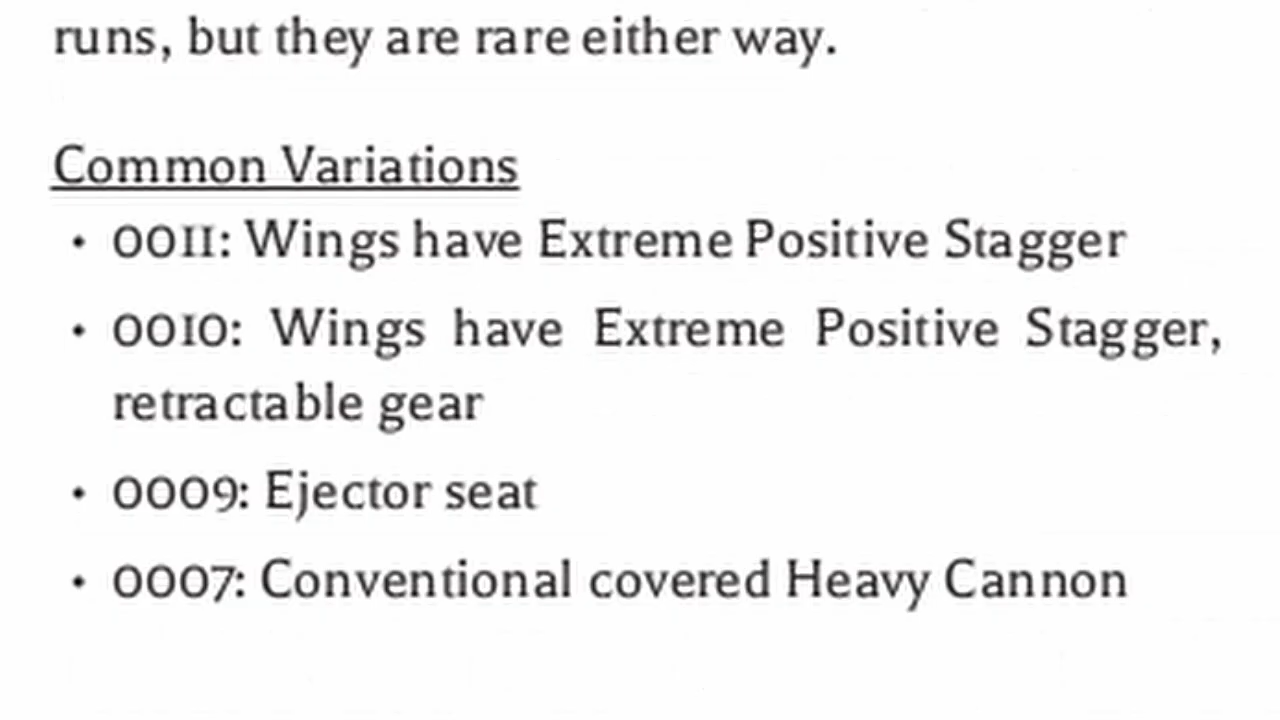 runs, but they are rare either way.
Common Variations
• 0011: Wings have Extreme Positive Stagger
• 0010: Wings have Extreme Positive Stagger,
retractable gear
• 0009: Ejector seat
• 0007: Conventional covered Heavy Cannon